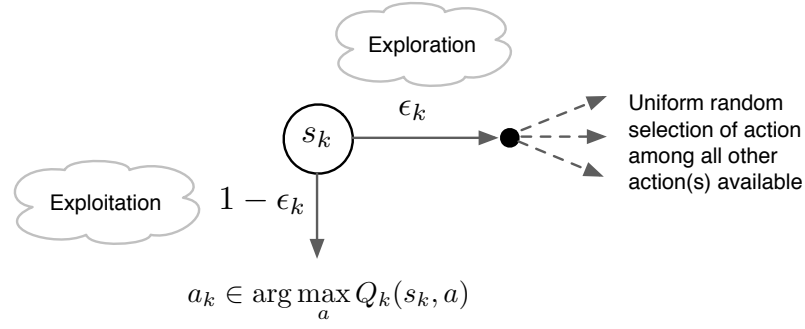 Exploration
ϵ_k
s_k
Uniform random
selection of action
among all other
action(s) available
Exploitation
1 − ϵ_k
a_k ∈ arg max_a Q_k(s_k, a)